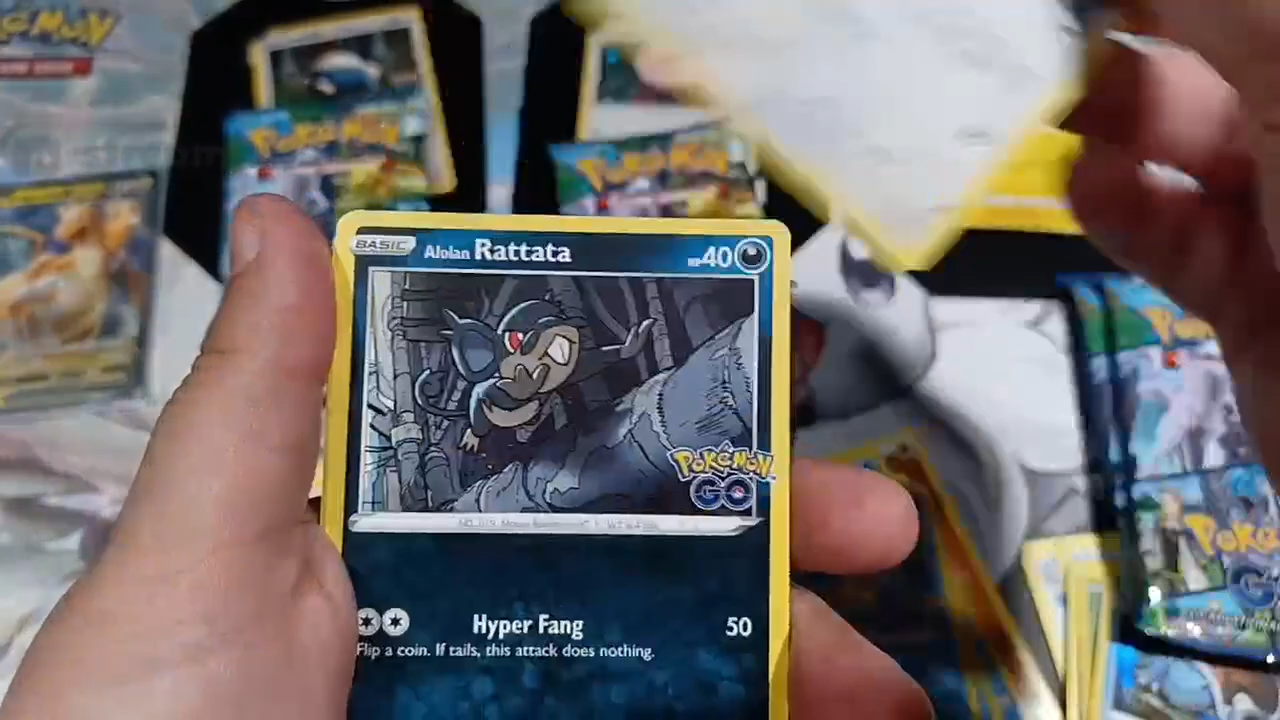 POKÉMON
POKÉMON
POKÉMON
BASIC
Alolan Rattata
HP40
POKÉMON
GO
Hyper Fang
50
Flip a coin. If tails, this attack does nothing.